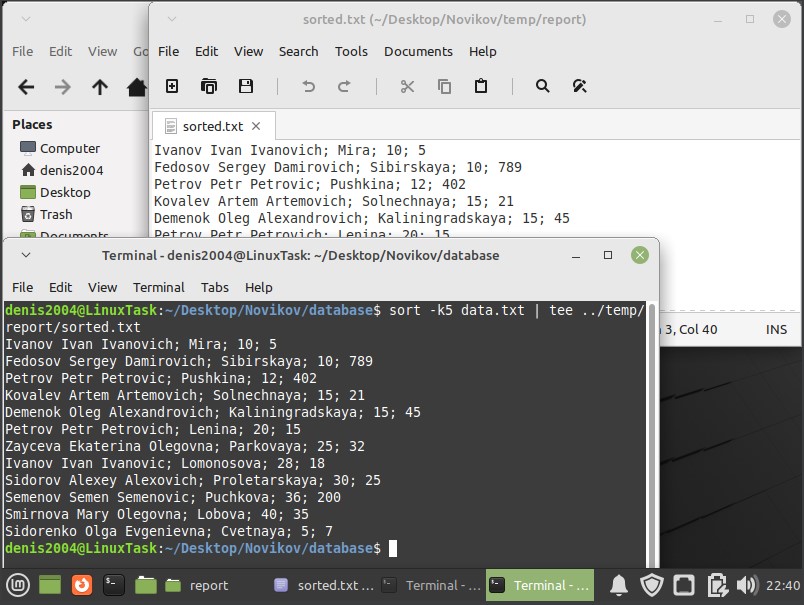 sorted.txt (~/Desktop/Novikov/temp/report)
File Edit View Go
File Edit View Search Tools Documents Help
Places
Computer
denis2004
Desktop
Trash
Documents
sorted.txt
Ivanov Ivan Ivanovich; Mira; 10; 5
Fedosov Sergey Damirovich; Sibirskaya; 10; 789
Petrov Petr Petrovic; Pushkina; 12; 402
Kovalev Artem Artemovich; Solnechnaya; 15; 21
Demenok Oleg Alexandrovich; Kaliningradskaya; 15; 45
Petrov Petr Petrovic; Lenina; 20; 15
3, Col 40 INS
Terminal - denis2004@LinuxTask: ~/Desktop/Novikov/database
File Edit View Terminal Tabs Help
denis2004@LinuxTask:~/Desktop/Novikov/database$ sort -k5 data.txt | tee ../temp/
report/sorted.txt
Ivanov Ivan Ivanovich; Mira; 10; 5
Fedosov Sergey Damirovich; Sibirskaya; 10; 789
Petrov Petr Petrovic; Pushkina; 12; 402
Kovalev Artem Artemovich; Solnechnaya; 15; 21
Demenok Oleg Alexandrovich; Kaliningradskaya; 15; 45
Petrov Petr Petrovic; Lenina; 20; 15
Zayceva Ekaterina Olegovna; Parkovaya; 25; 32
Ivanov Ivan Ivanovic; Lomonosova; 28; 18
Sidorov Alexey Alexovich; Proletarskaya; 30; 25
Semenov Semen Semenovic; Puchkova; 36; 200
Smirnova Mary Olegovna; Lobova; 40; 35
Sidorenko Olga Evgenievna; Cvetnaya; 5; 7
denis2004@LinuxTask:~/Desktop/Novikov/database$
report sorted.txt ... Terminal - ... Terminal - ... 22:40